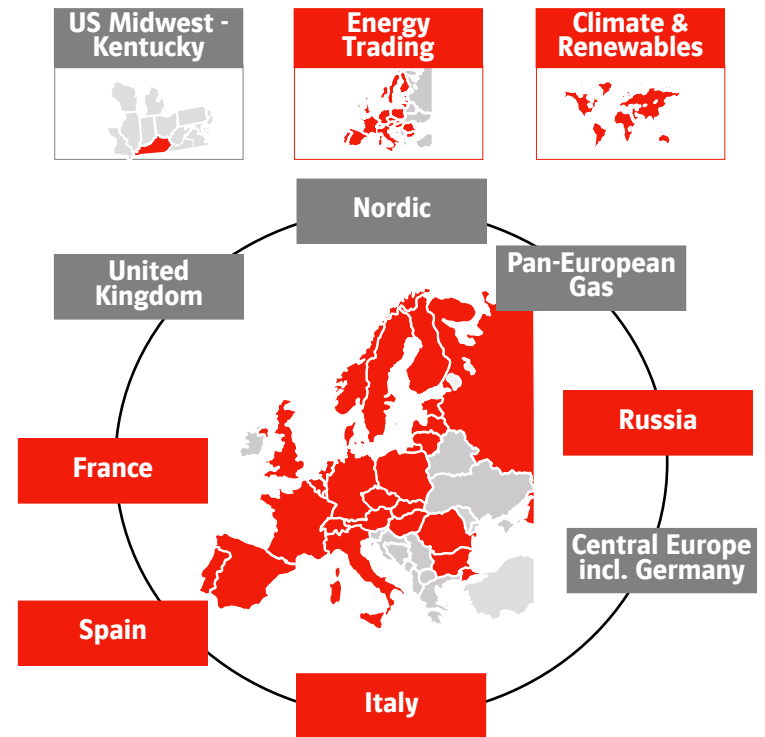 US Midwest -
Kentucky
Energy
Trading
Climate &
Renewables
Nordic
United
Kingdom
Pan-European
Gas
Russia
France
Central Europe
incl. Germany
Spain
Italy